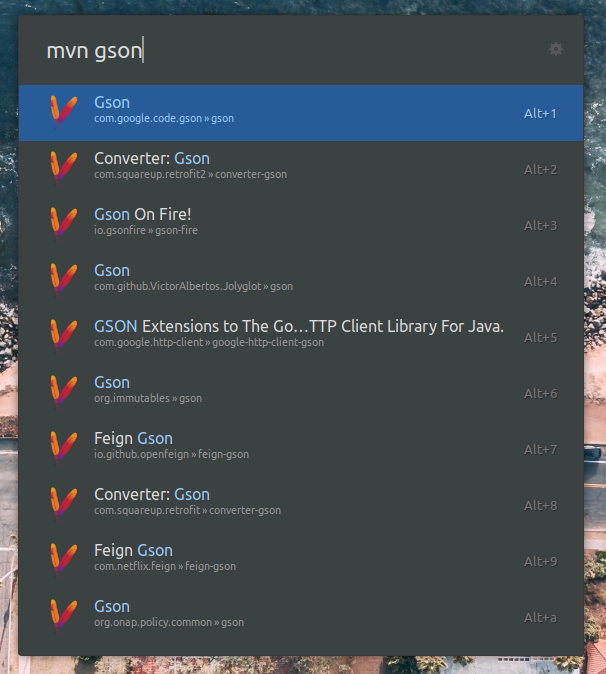 mvn gson
Gson
com.google.code.gson » gson
Alt+1
Converter: Gson
com.squareup.retrofit2 » converter-gson
Alt+2
Gson On Fire!
io.gsonfire » gson-fire
Alt+3
Gson
com.github.VictorAlbertos.Jolyglot » gson
Alt+4
GSON Extensions to The Go...TTP Client Library For Java.
com.google.http-client » google-http-client-gson
Alt+5
Gson
org.immutables » gson
Alt+6
Feign Gson
io.github.openfeign » feign-gson
Alt+7
Converter: Gson
com.squareup.retrofit » converter-gson
Alt+8
Feign Gson
com.netflix.feign » feign-gson
Alt+9
Gson
org.onap.policy.common » gson
Alt+a